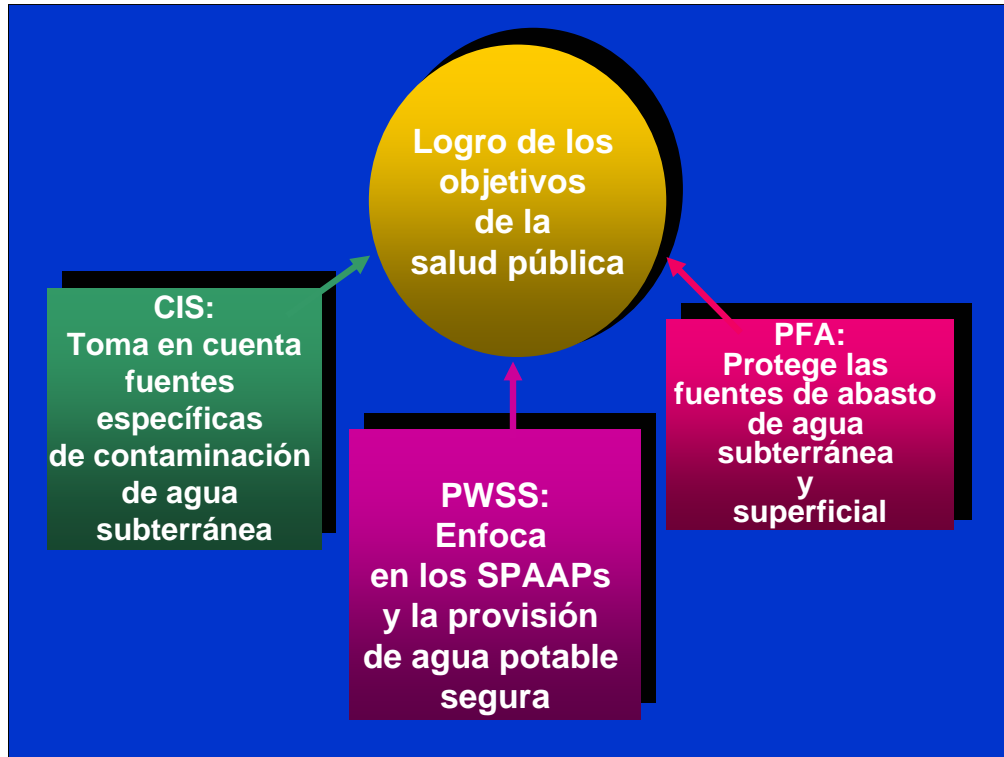 Logro de los
objetivos
de la
salud pública
CIS:
Toma en cuenta
fuentes
específicas
de contaminación
de agua
subterránea
PWSS:
Enfoca
en los SPAAPs
y la provisión
de agua potable
segura
PFA:
Protege las
fuentes de abasto
de agua
subterránea
y
superficial